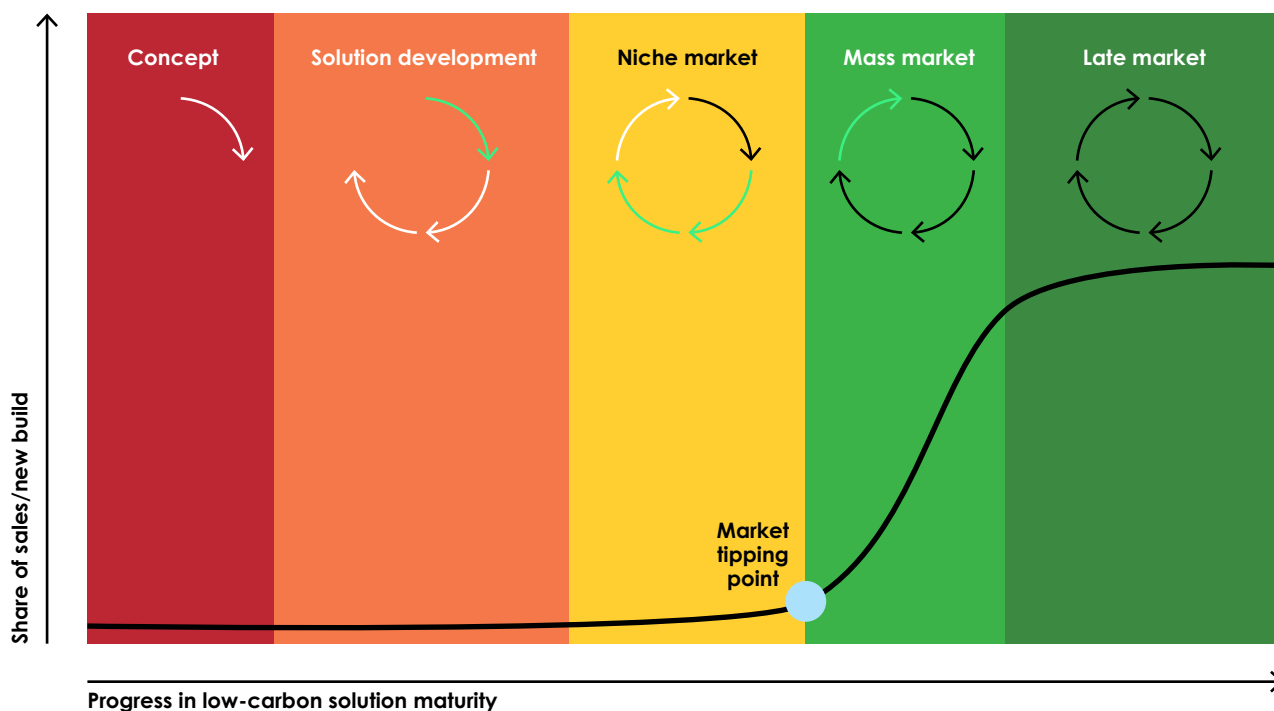 Concept
Solution development
Niche market
Mass market
Late market
Share of sales/new build
Market
tipping
point
Progress in low-carbon solution maturity